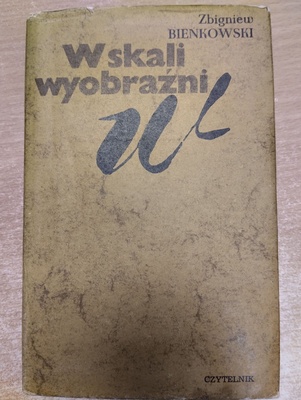 Zbigniew
BIENKOWSKI
W skali
wyobraźni
CZYTELNIK